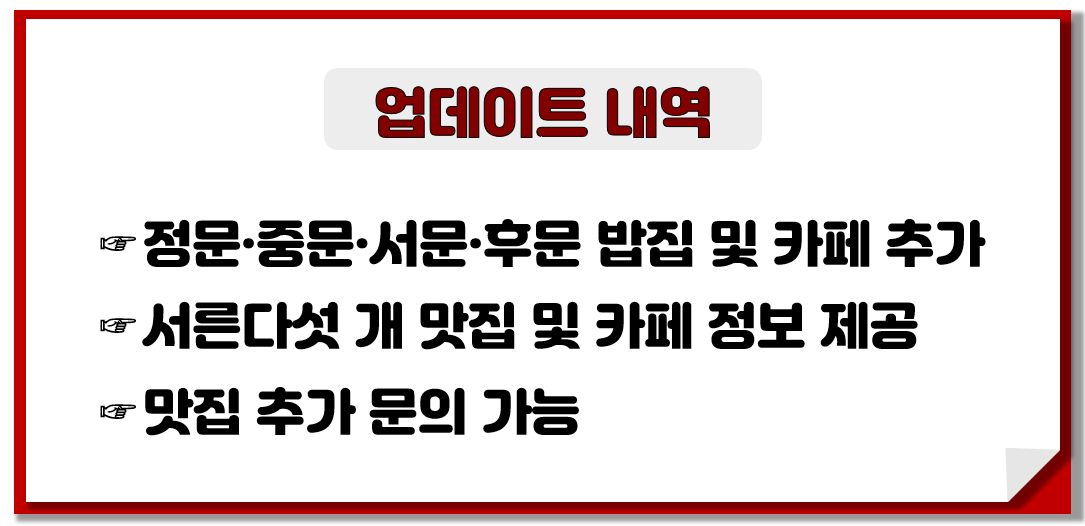 업데이트 내역
☞정문·중문·서문·후문 밥집 및 카페 추가
☞서른다섯 개 맛집 및 카페 정보 제공
☞맛집 추가 문의 가능